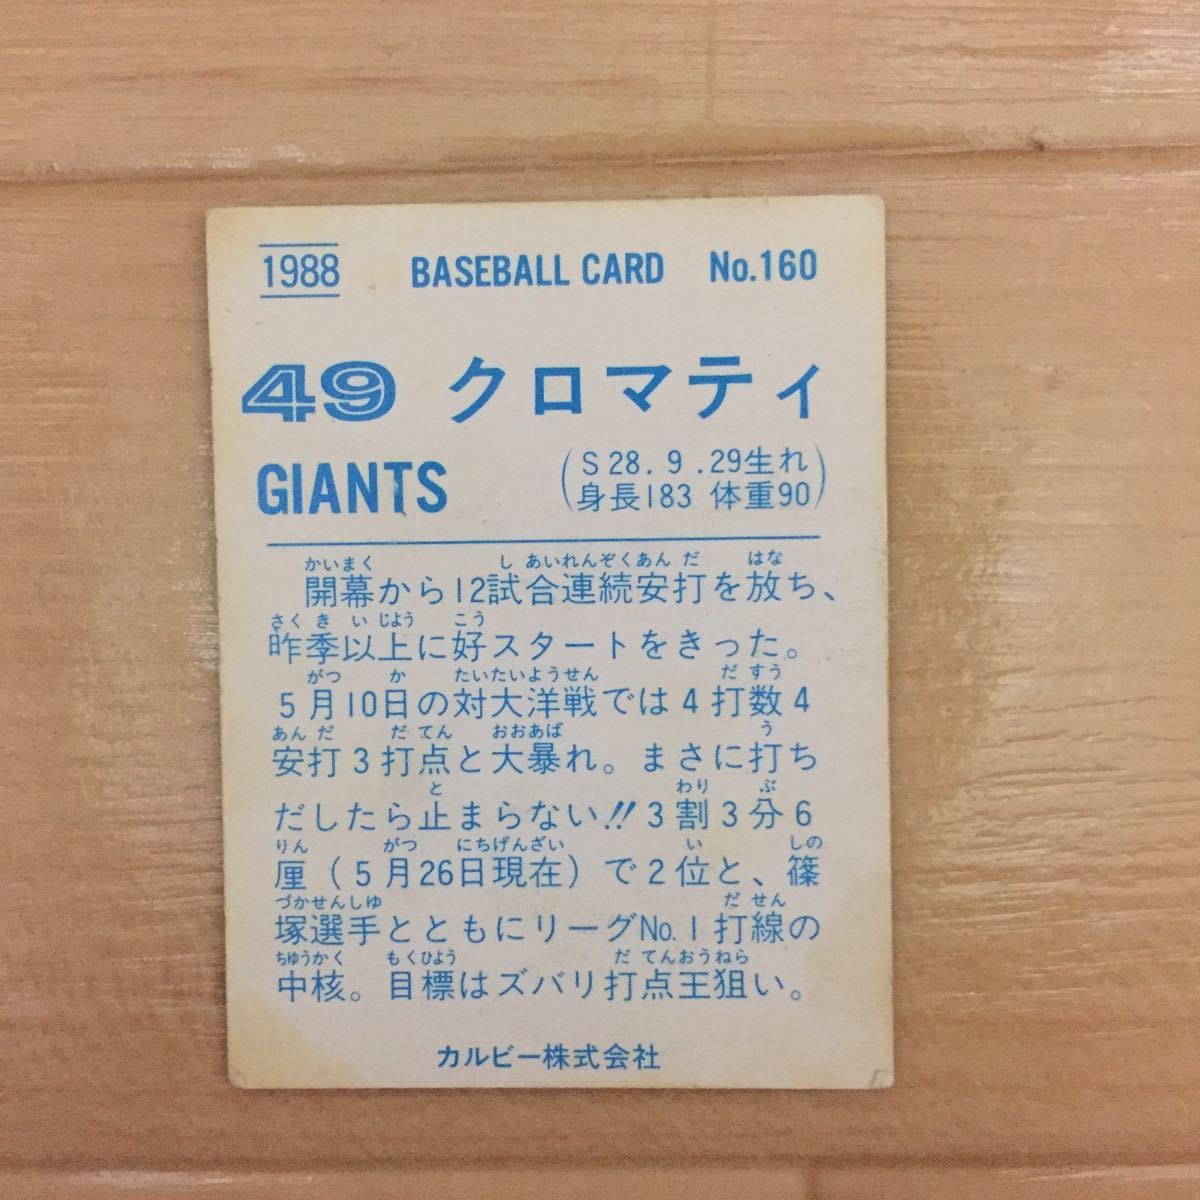 1988 BASEBALL CARD No.160
49 クロマティ
GIANTS
(S28.9.29生れ
身長183 体重90)
かいまく しあいれんぞくあんだ はな
開幕から12試合連続安打を放ち、
さくきいじょう こう
昨季以上に好スタートをきった。
がつ か たいたいようせん だすう
5月10日の対大洋戦では4打数4
あんだ だてん おおあば う
安打3打点と大暴れ。まさに打ち
と わり ぶ
だしたら止まらない!!3割3分6
りん がつ にちげんざい い しの
厘(5月26日現在)で2位と、篠
づかせんしゆ だせん
塚選手とともにリーグNo.1打線の
ちゆうかく もくひよう だてんおうねら
中核。目標はズバリ打点王狙い。
カルビー株式会社